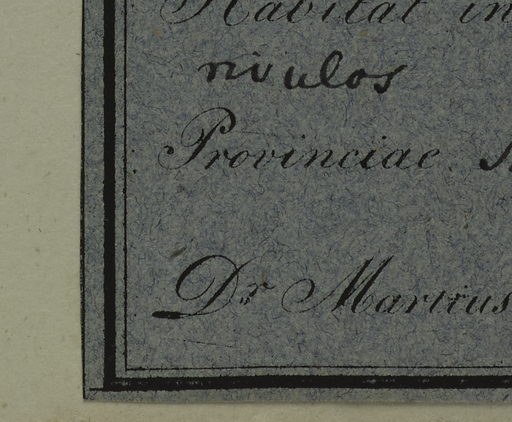 Habitat in
rivulos
Provinciae
Dr Martius